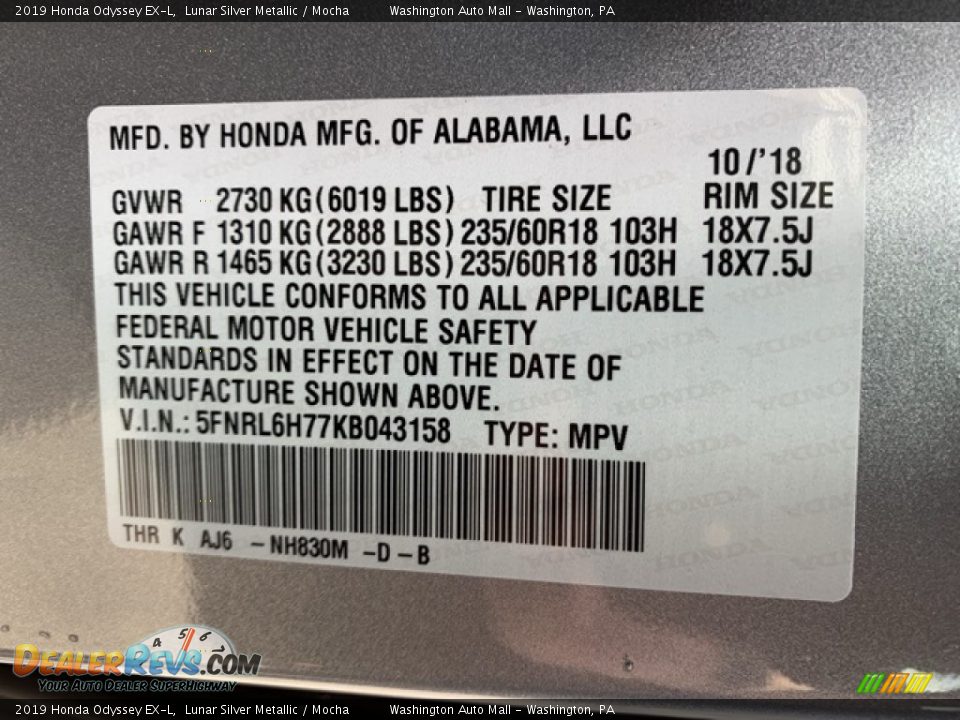 2019 Honda Odyssey EX-L, Lunar Silver Metallic / Mocha Washington Auto Mall - Washington, PA
MFD. BY HONDA MFG. OF ALABAMA, LLC
10/'18
GVWR 2730 KG(6019 LBS) TIRE SIZE RIM SIZE
GAWR F 1310 KG(2888 LBS) 235/60R18 103H 18X7.5J
GAWR R 1465 KG(3230 LBS) 235/60R18 103H 18X7.5J
THIS VEHICLE CONFORMS TO ALL APPLICABLE
FEDERAL MOTOR VEHICLE SAFETY
STANDARDS IN EFFECT ON THE DATE OF
MANUFACTURE SHOWN ABOVE.
V.I.N.: 5FNRL6H77KB043158 TYPE: MPV
THR K AJ6 -NH830M -D-B
4 5 6
DEALERREVS.COM
YOUR AUTO DEALER SUPERHIGHWAY
2019 Honda Odyssey EX-L, Lunar Silver Metallic / Mocha Washington Auto Mall - Washington, PA